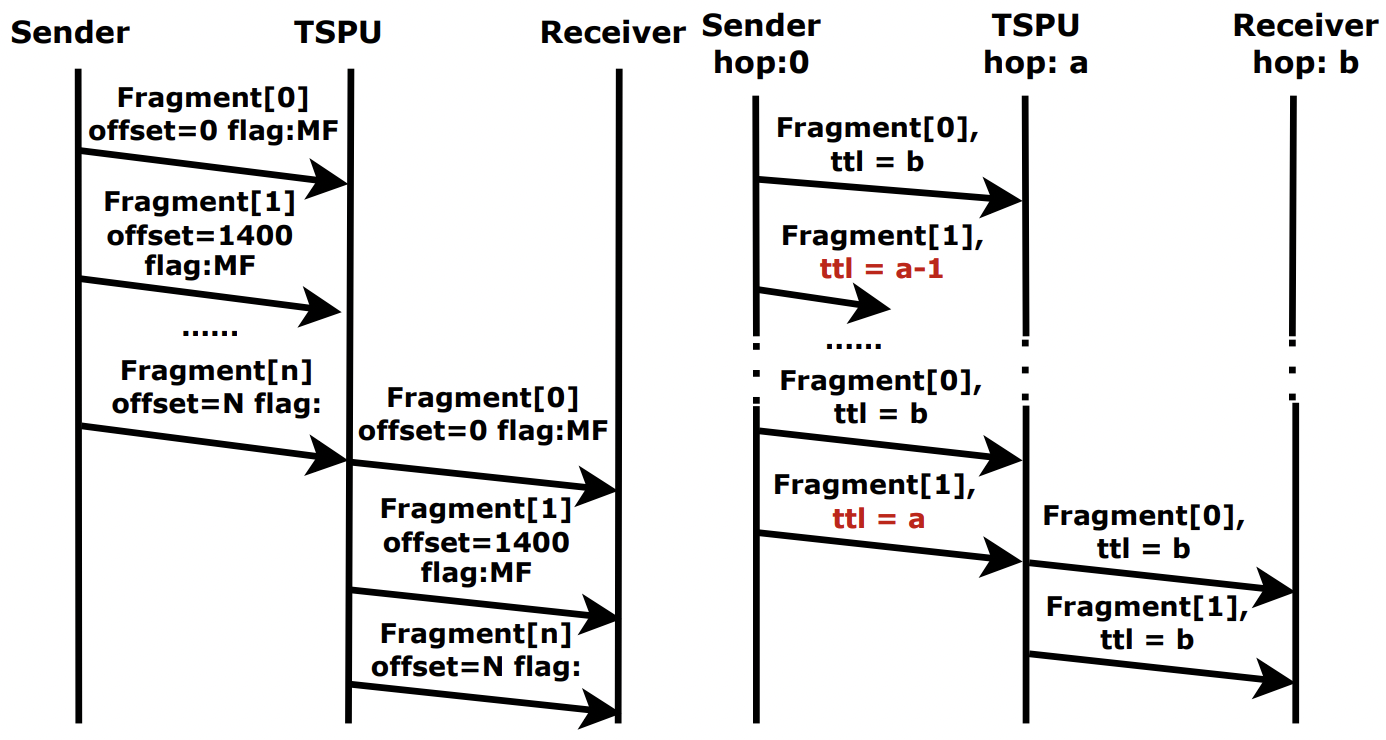 Sender
TSPU
Receiver
Fragment[0]
offset=0 flag:MF
Fragment[1]
offset=1400
flag:MF
......
Fragment[n]
offset=N flag:
Fragment[0]
offset=0 flag:MF
Fragment[1]
offset=1400
flag:MF
Fragment[n]
offset=N flag:
Sender
hop:0
TSPU
hop: a
Receiver
hop: b
Fragment[0],
ttl = b
Fragment[1],
ttl = a-1
......
Fragment[0],
ttl = b
Fragment[1],
ttl = a
Fragment[0],
ttl = b
Fragment[1],
ttl = b